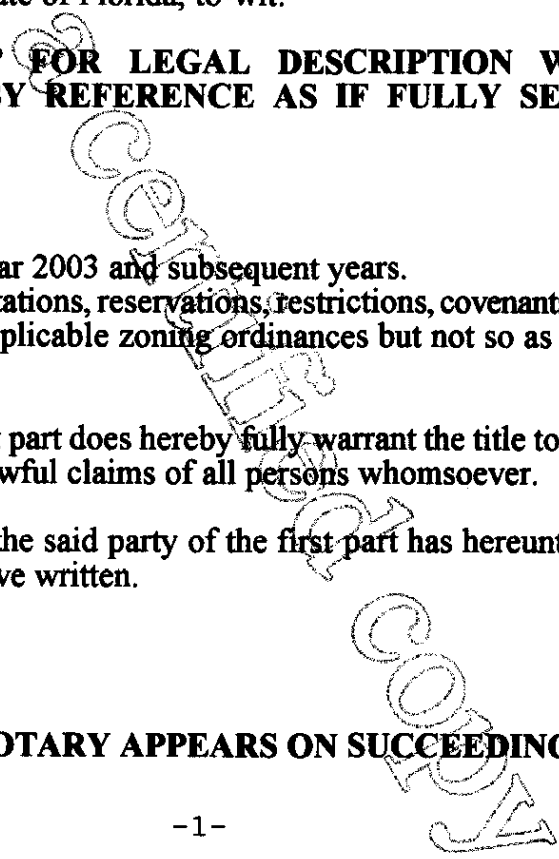 ate of Florida, to wit:
FOR LEGAL DESCRIPTION W
BY REFERENCE AS IF FULLY SE
ar 2003 and subsequent years.
tations, reservations, restrictions, covenant
plicable zoning ordinances but not so as
part does hereby fully warrant the title to
wful claims of all persons whomsoever.
the said party of the first part has hereunt
ve written.
OTARY APPEARS ON SUCCEEDING
-1-
a certified copy